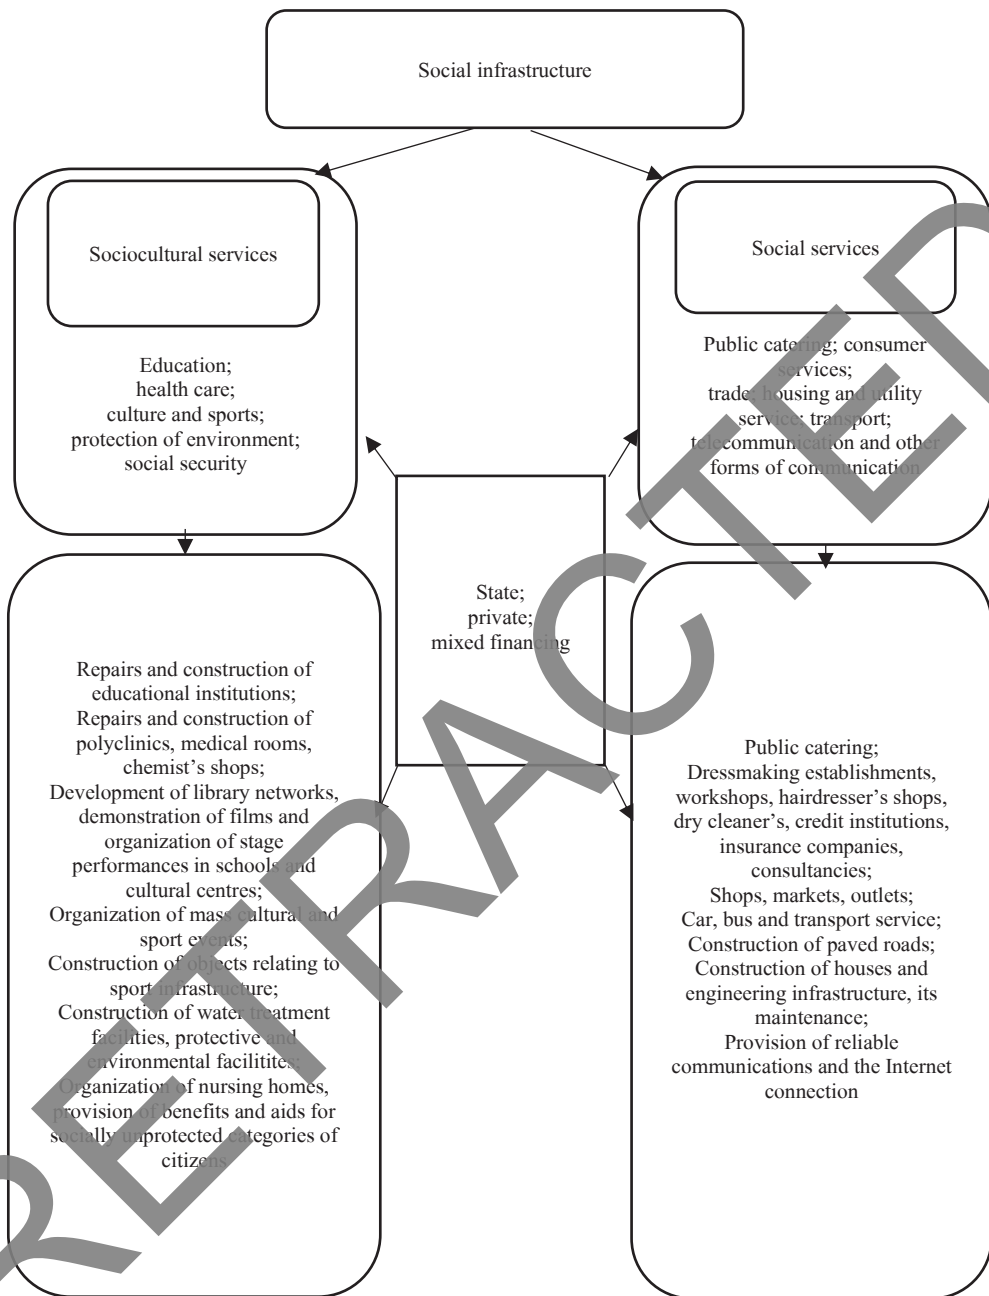 Social infrastructure
Sociocultural services
Education;
health care;
culture and sports;
protection of environment;
social security
Social services
Public catering; consumer
services;
trade; housing and utility
service; transport;
telecommunication and other
forms of communication
State;
private;
mixed financing
Repairs and construction of
educational institutions;
Repairs and construction of
polyclinics, medical rooms,
chemist's shops;
Development of library networks,
demonstration of films and
organization of stage
performances in schools and
cultural centres;
Organization of mass cultural and
sport events;
Construction of objects relating to
sport infrastructure;
Construction of water treatment
facilities, protective and
environmental facilitites;
Organization of nursing homes,
provision of benefits and aids for
socially unprotected categories of
citizens
Public catering;
Dressmaking establishments,
workshops, hairdresser's shops,
dry cleaner's, credit institutions,
insurance companies,
consultancies;
Shops, markets, outlets;
Car, bus and transport service;
Construction of paved roads;
Construction of houses and
engineering infrastructure, its
maintenance;
Provision of reliable
communications and the Internet
connection
RETRACTED